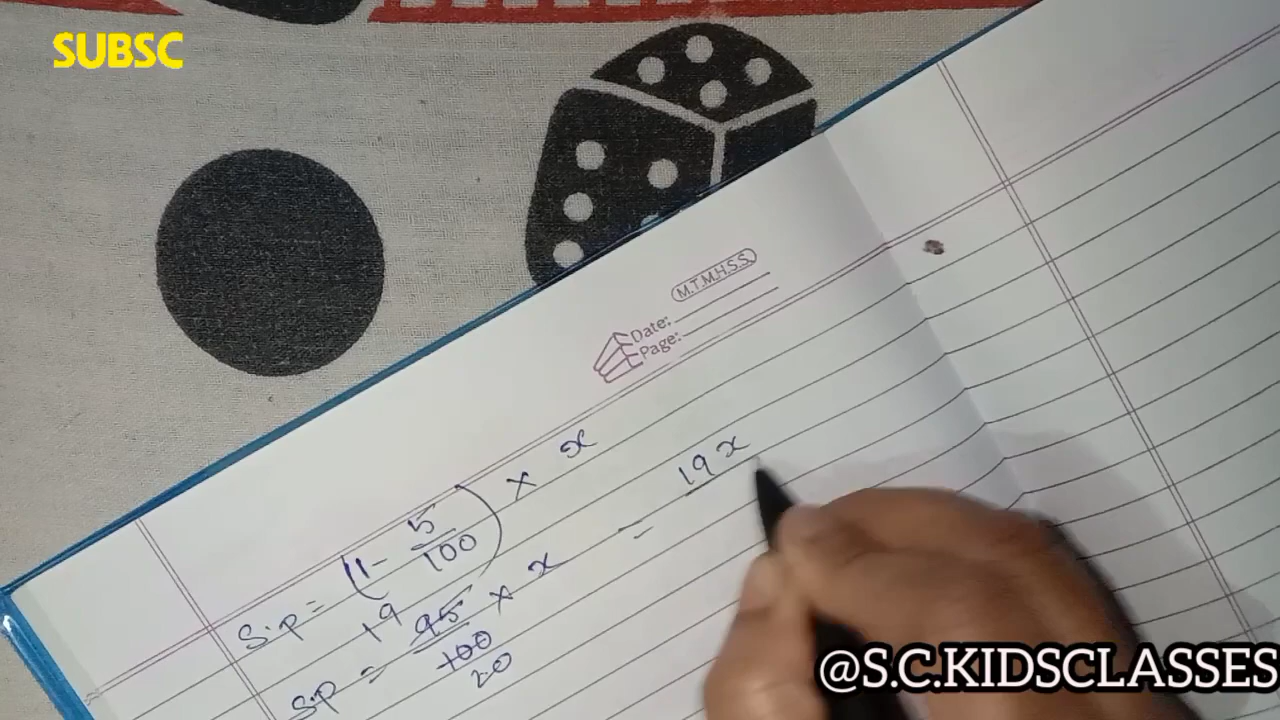 SUBSC
M.T.M.H.S.S.
Date:
Page:
S.p = (1 - 5/100) × x
S.p = 19 95/100 20 × x = 19x
@S.C.KIDSCLASSES